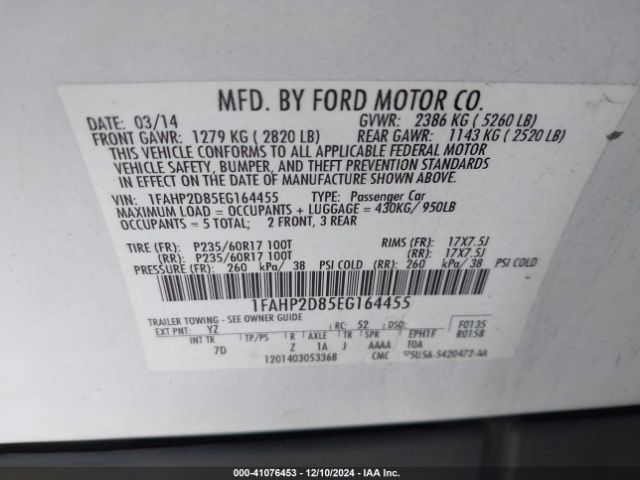 MFD. BY FORD MOTOR CO.
DATE: 03/14 GVWR: 2386 KG ( 5260 LB)
FRONT GAWR: 1279 KG ( 2820 LB) REAR GAWR: 1143 KG ( 2520 LB)
THIS VEHICLE CONFORMS TO ALL APPLICABLE FEDERAL MOTOR
VEHICLE SAFETY, BUMPER, AND THEFT PREVENTION STANDARDS
IN EFFECT ON THE DATE OF MANUFACTURE SHOWN ABOVE.
VIN: 1FAHP2D85EG164455 TYPE: Passenger Car
MAXIMUM LOAD = OCCUPANTS + LUGGAGE = 430KG/ 950LB
OCCUPANTS = 5 TOTAL; 2 FRONT, 3 REAR
TIRE (FR): P235/60R17 100T RIMS (FR): 17X7.5J
(RR): P235/60R17 100T (RR): 17X7.5J
PRESSURE (FR): 260 kPa/ 38 PSI COLD (RR): 260 kPa/ 38 PSI COLD
1FAHP2D85EG164455
TRAILER TOWING - SEE OWNER GUIDE
EXT PNT: YZ RC: 52 DSO: F0135
INT TR TP/PS R AXLE TR SPR EPH1F R0158
7D Z 1A J AAAA TOA
1201403053368 CMC 5U5A-5420472-AA
000-41076453 - 12/10/2024 - IAA Inc.